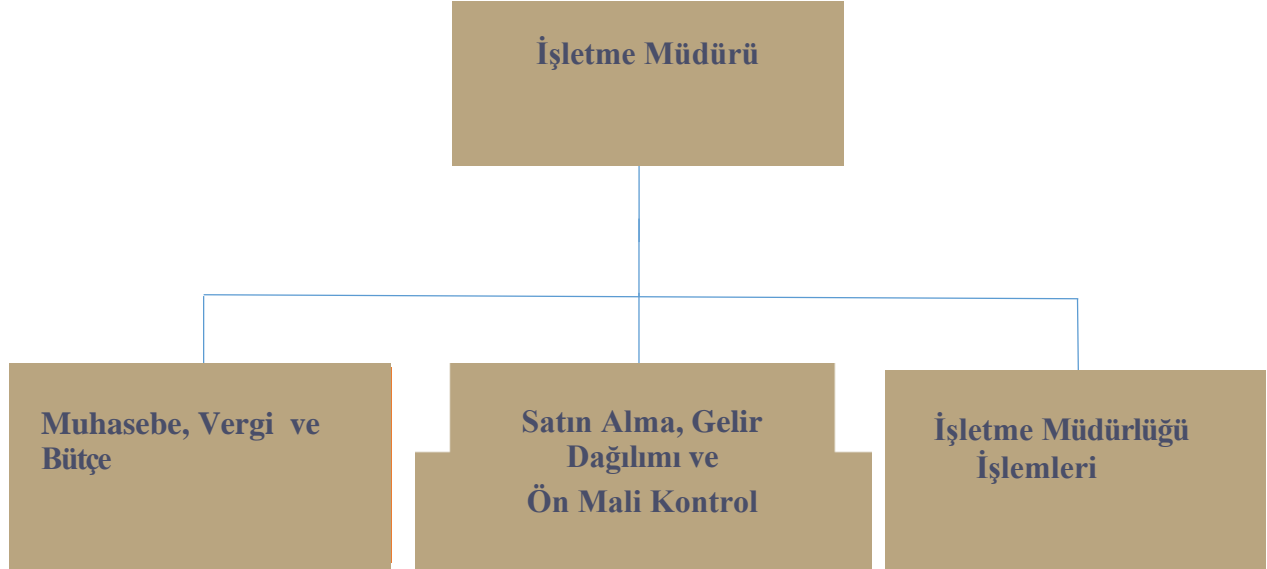 İşletme Müdürü
Muhasebe, Vergi ve
Bütçe
Satın Alma, Gelir
Dağılımı ve
Ön Mali Kontrol
İşletme Müdürlüğü
İşlemleri